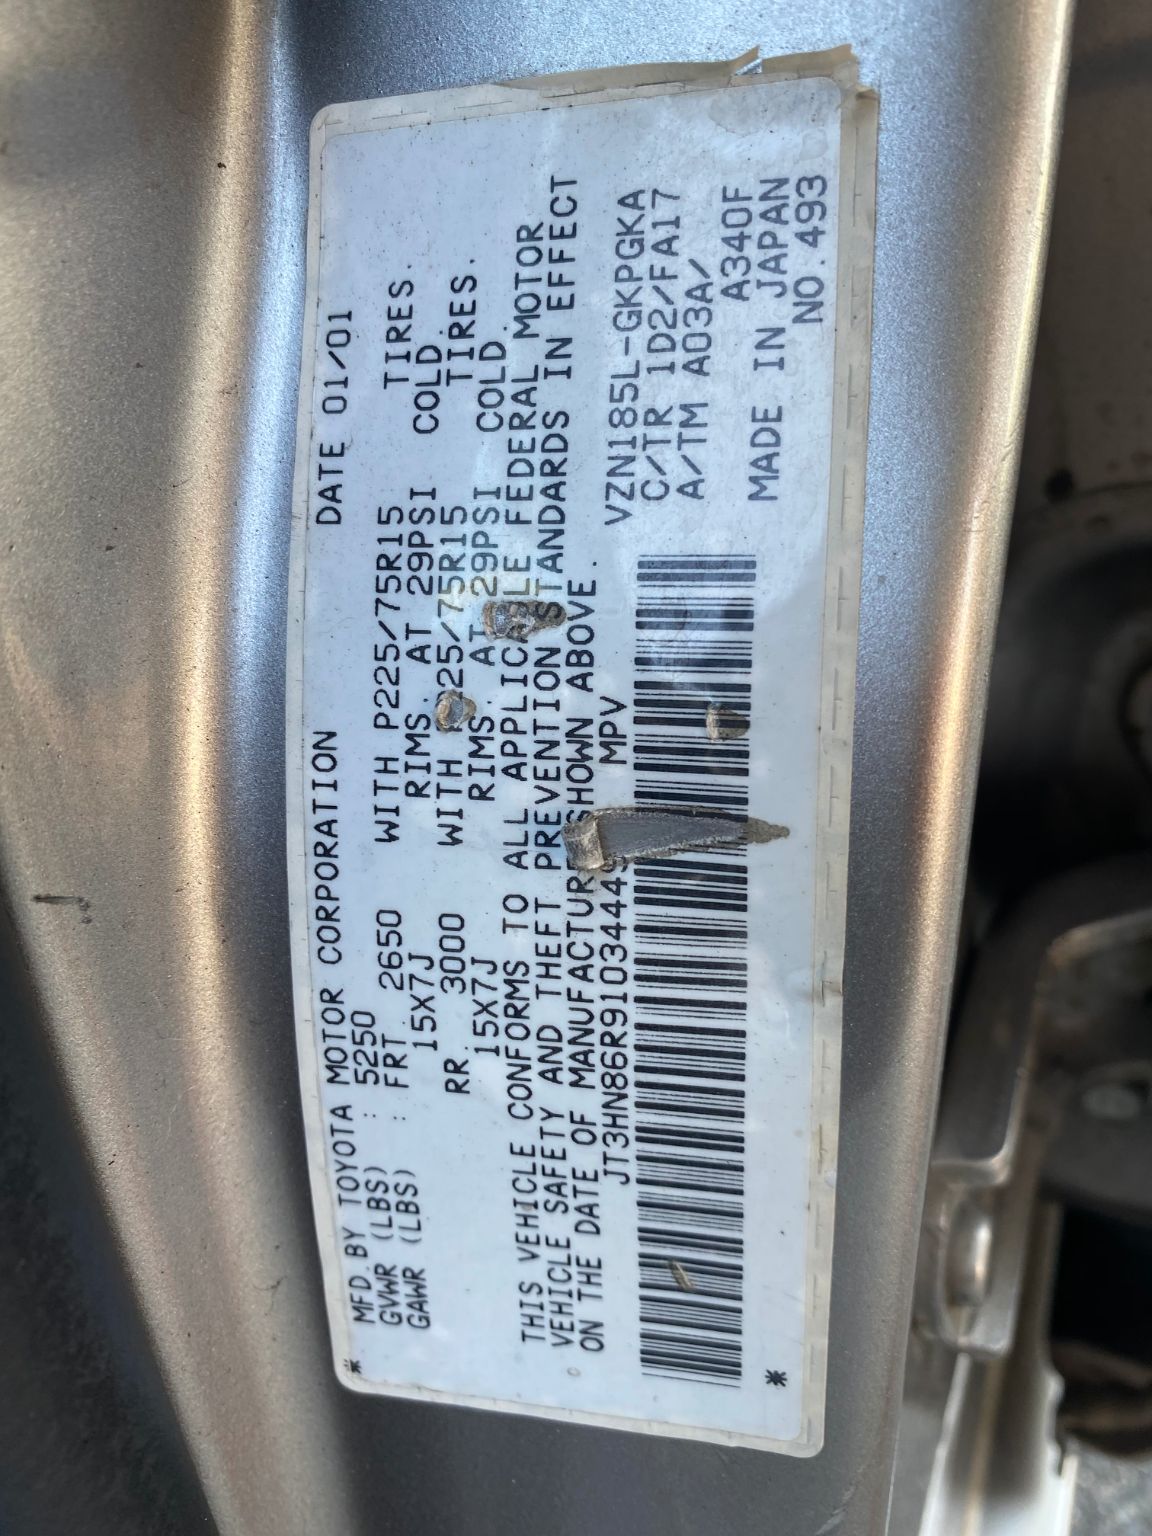 MFD.BY TOYOTA MOTOR CORPORATION DATE 01/01
GVWR (LBS) : 5250
GAWR (LBS) : FRT. 2650 WITH P225/75R15 TIRES.
15X7J RIMS AT 29PSI COLD
RR. 3000 WITH 25/75R15 TIRES.
15X7J RIMS. AT 29PSI COLD.
THIS VEHICLE CONFORMS TO ALL APPLICABLE FEDERAL MOTOR
VEHICLE SAFETY AND THEFT PREVENTION STANDARDS IN EFFECT
ON THE DATE OF MANUFACTURE SHOWN ABOVE.
JT3HN86R9103444 MPV VZN185L-GKPGKA
C/TR 1D2/FA17
A/TM A03A/
A340F
MADE IN JAPAN
NO.493